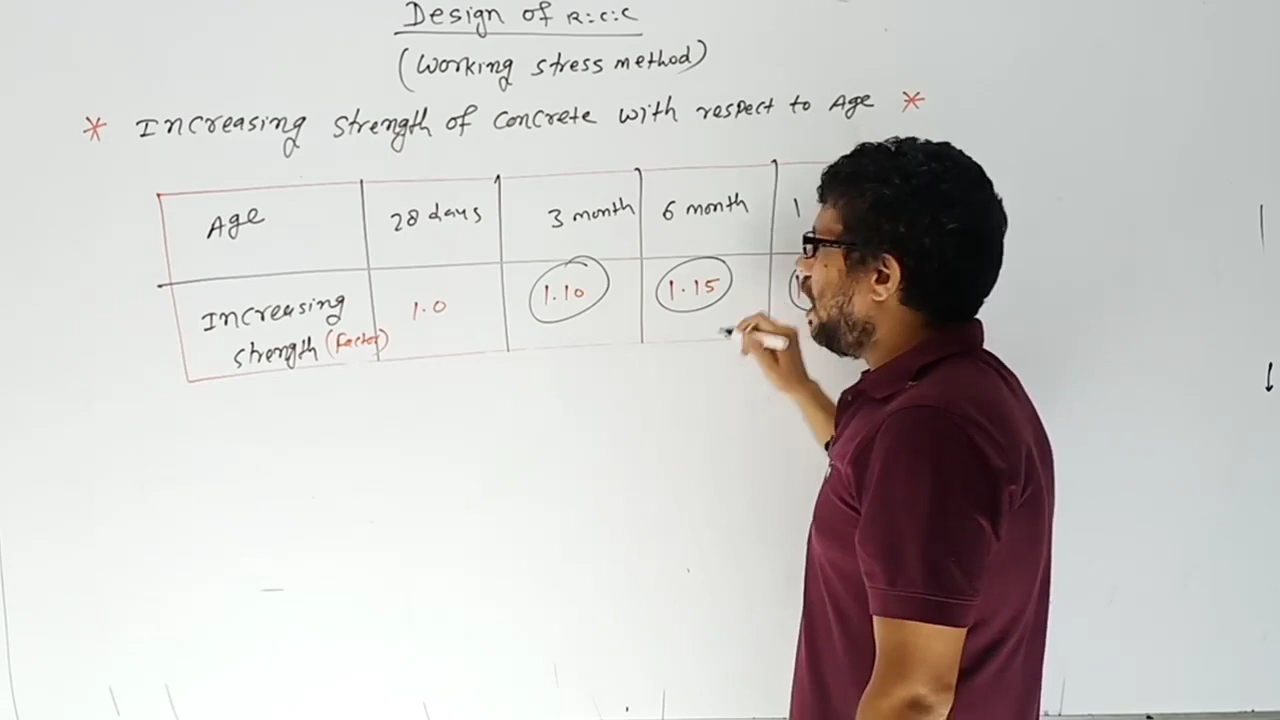 Design of R:C:C
(Working stress method)
* Increasing strength of concrete with respect to Age *
Age 28 days 3 month 6 month 1
Increasing strength (Factor) 1.0 1.10 1.15